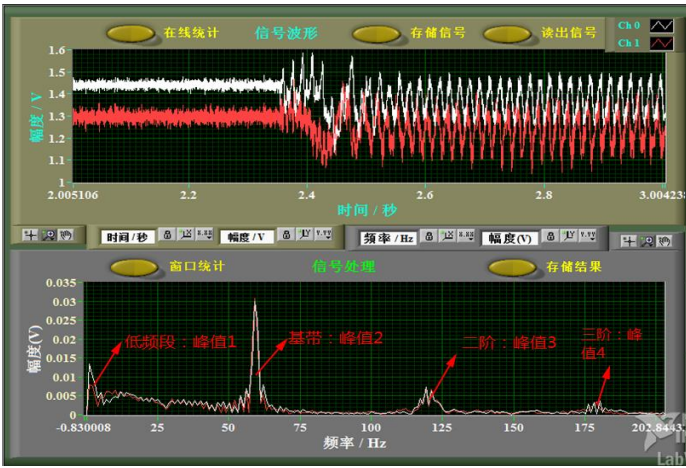 在线统计 信号波形 存储信号 读出信号 Ch 0
Ch 1
1.6
1.5
1.4
1.3
1.2
1.1
1
幅度 / V
2.005106 2.2 2.4 2.6 2.8 3.004238
时间 / 秒
时间/秒 幅度/V 频率/Hz 幅度(V)
窗口统计 信号处理 存储结果
0.035
0.03
0.025
0.02
0.015
0.01
0.005
0
幅度(V)
低频段：峰值1
基带：峰值2
二阶：峰值3
三阶：峰
值4
-0.830008 25 50 75 100 125 150 175 202.8443
频率 / Hz